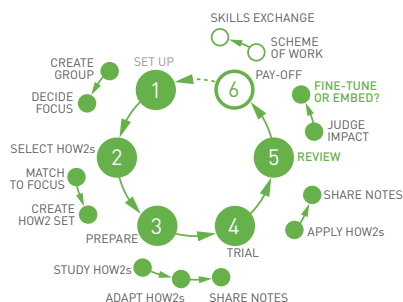 SKILLS EXCHANGE
SCHEME
OF WORK
SET UP
PAY-OFF
CREATE
GROUP
1
6
FINE-TUNE
OR EMBED?
DECIDE
FOCUS
JUDGE
IMPACT
SELECT HOW2s
2
5
REVIEW
MATCH
TO FOCUS
SHARE NOTES
CREATE
HOW2 SET
3
4
APPLY HOW2s
PREPARE
TRIAL
STUDY HOW2s
ADAPT HOW2s
SHARE NOTES